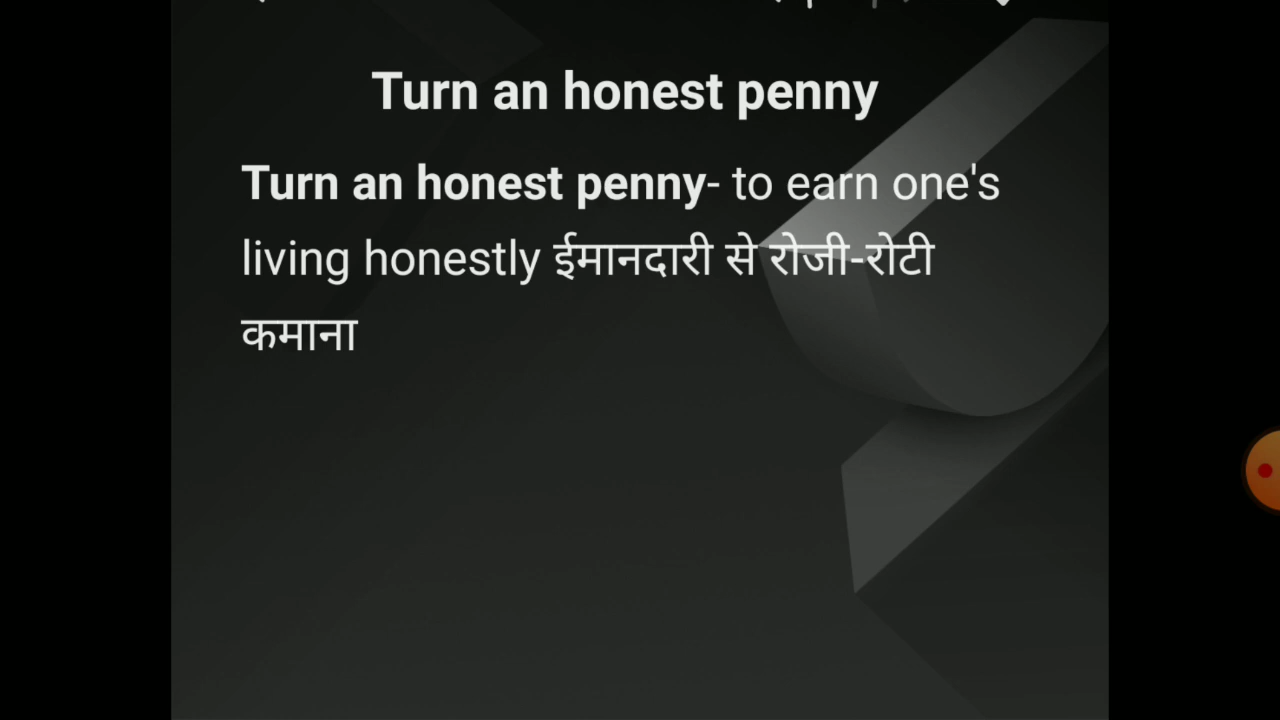 Turn an honest penny
Turn an honest penny- to earn one's
living honestly ईमानदारी से रोजी-रोटी
कमाना